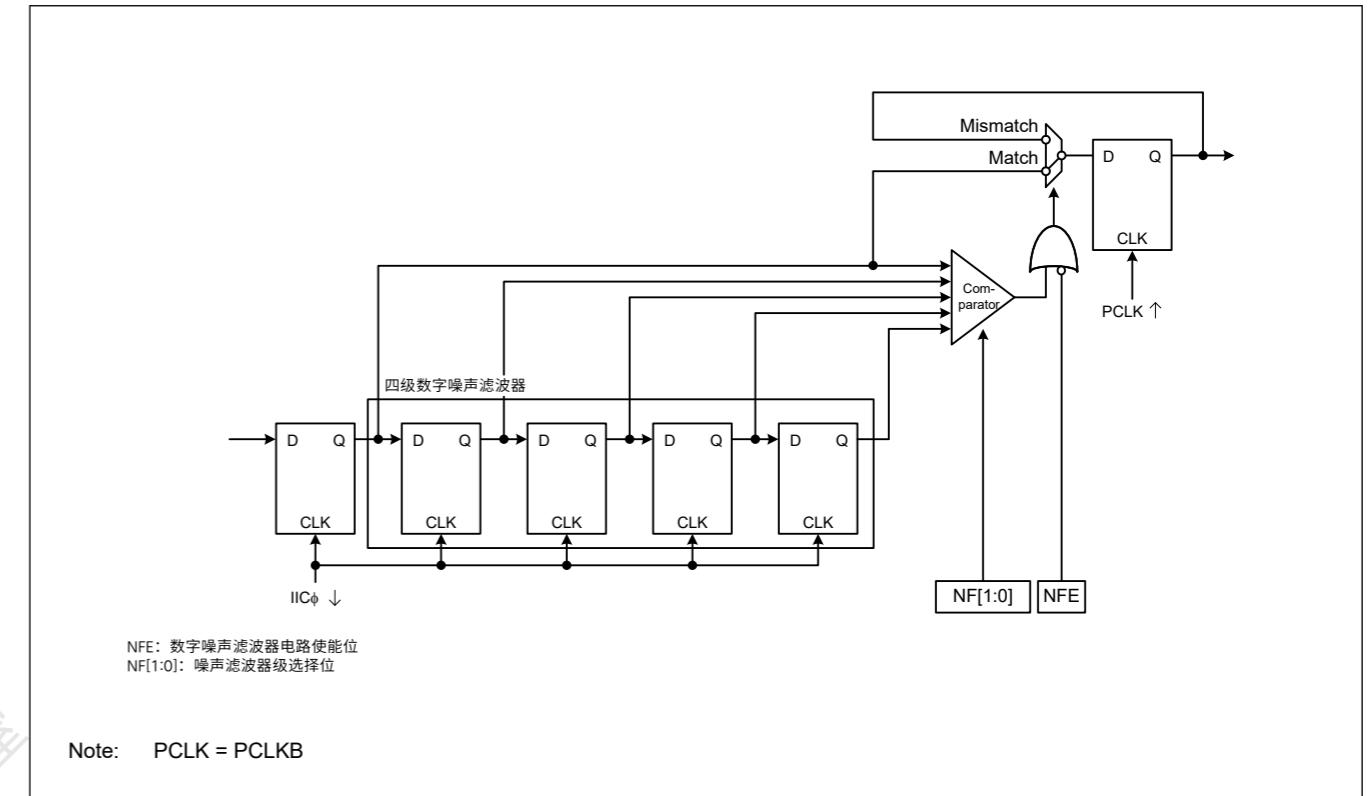 Mismatch
Match
D Q
CLK
PCLK ↑
Com-
parator
四级数字噪声滤波器
D Q D Q D Q D Q D Q
CLK CLK CLK CLK CLK
IICϕ ↓
NF[1:0] NFE
NFE：数字噪声滤波器电路使能位
NF[1:0]：噪声滤波器级选择位
Note: PCLK = PCLKB